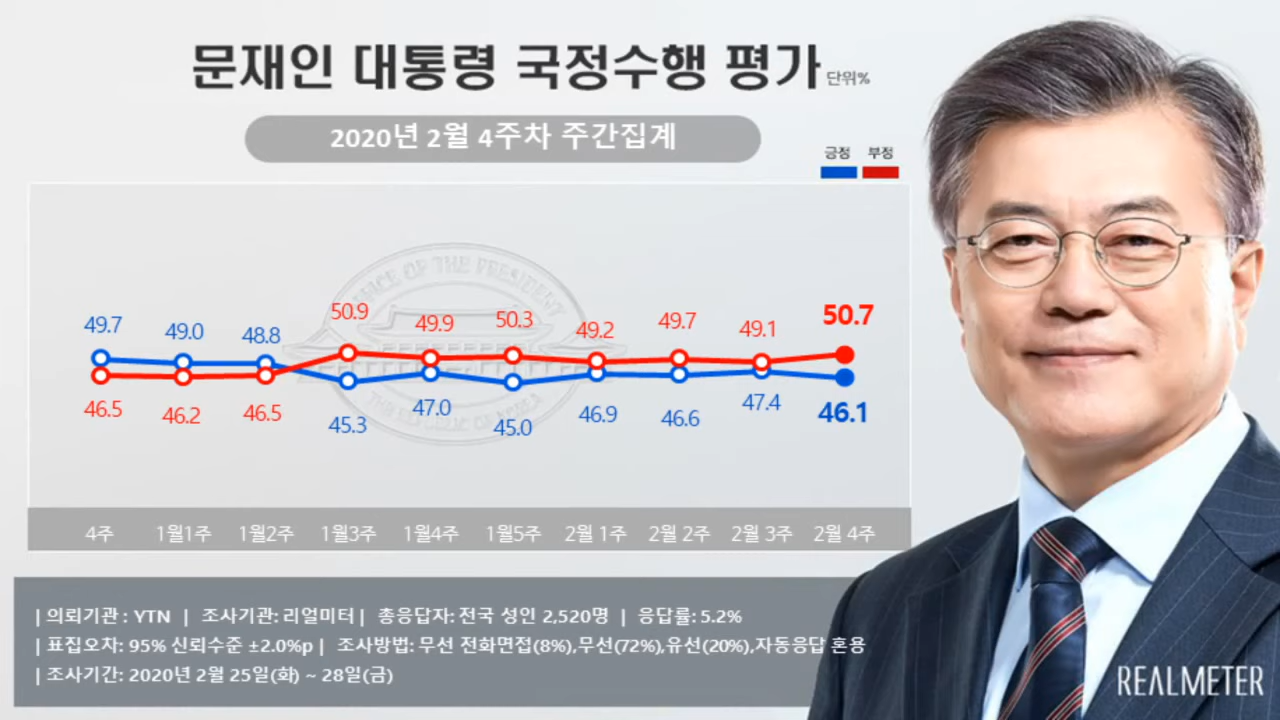 문재인 대통령 국정수행 평가 단위%
2020년 2월 4주차 주간집계
긍정 부정
49.7 49.0 48.8 50.9 49.9 50.3 49.2 49.7 49.1 50.7
46.5 46.2 46.5 45.3 47.0 45.0 46.9 46.6 47.4 46.1
OFFICE OF THE PRESIDENT
THE REPUBLIC OF KOREA
4주 1월1주 1월2주 1월3주 1월4주 1월5주 2월 1주 2월 2주 2월 3주 2월 4주
| 의뢰기관 : YTN | 조사기관: 리얼미터 | 총응답자: 전국 성인 2,520명 | 응답률: 5.2%
| 표집오차: 95% 신뢰수준 ±2.0%p | 조사방법: 무선 전화면접(8%),무선(72%),유선(20%),자동응답 혼용
| 조사기간: 2020년 2월 25일(화) ~ 28일(금)
REALMETER